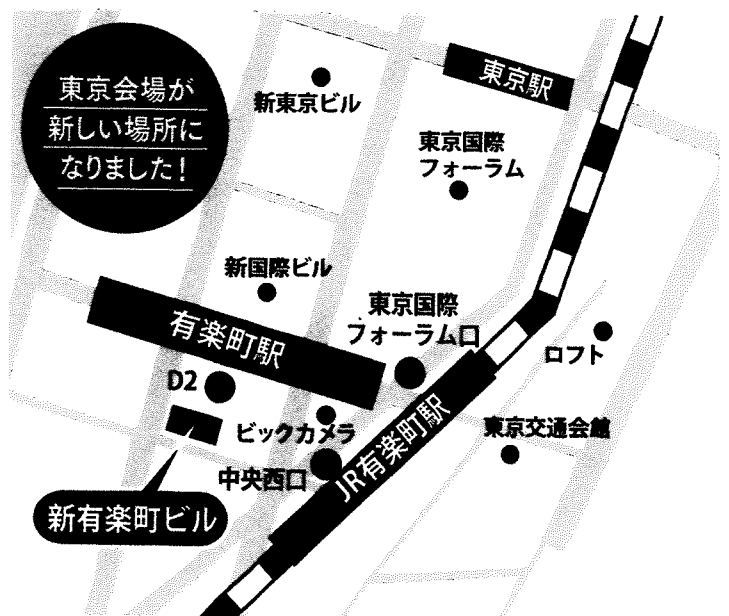 東京会場が
新しい場所に
なりました!
新東京ビル
東京駅
東京国際
フォーラム
新国際ビル
東京国際
フォーラム口
有楽町駅
ロフト
D2
ビックカメラ
JR有楽町駅
東京交通会館
中央西口
新有楽町ビル